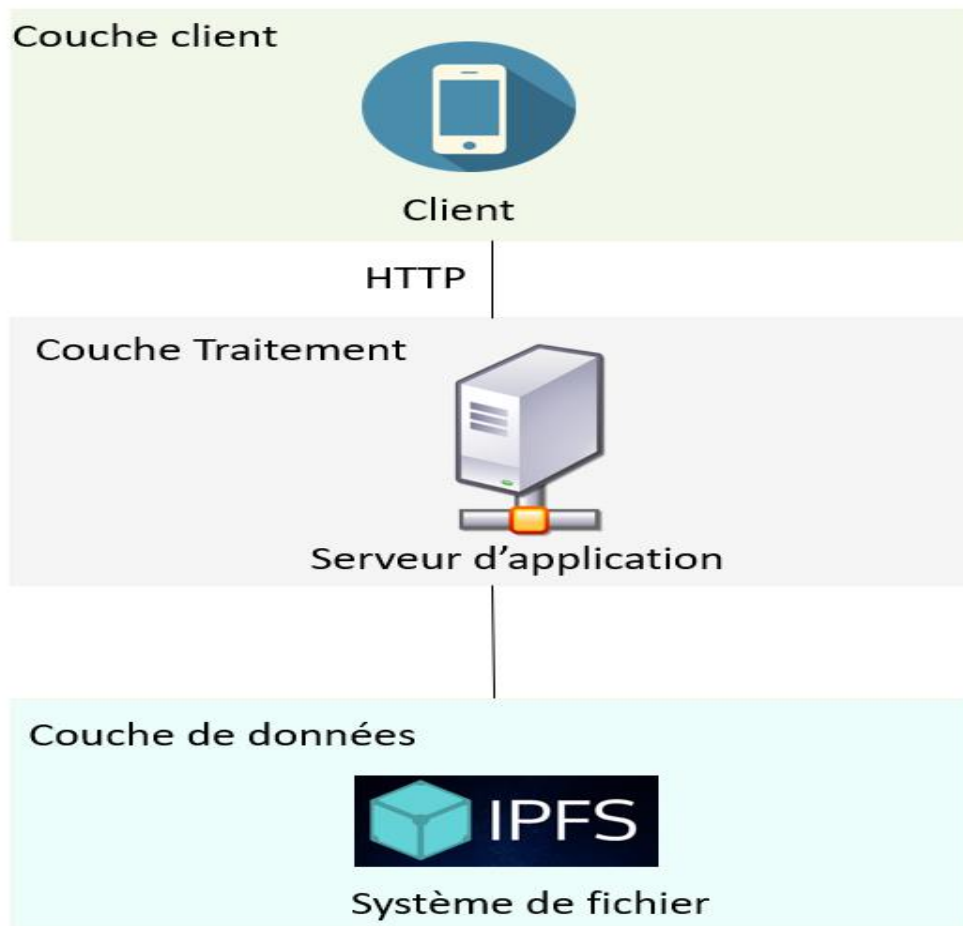 Couche client
Client
HTTP
Couche Traitement
Serveur d'application
Couche de données
IPFS
Système de fichier